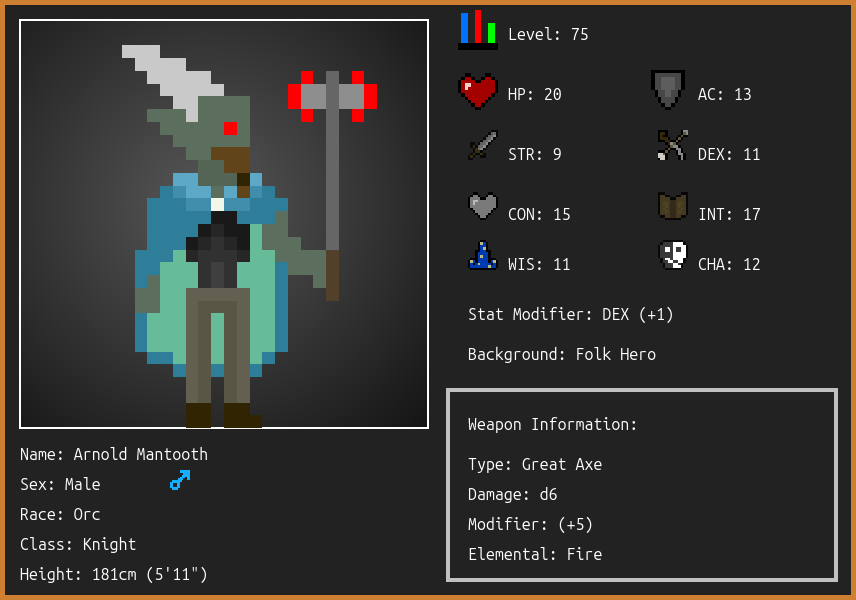 Level: 75
HP: 20
AC: 13
STR: 9
DEX: 11
CON: 15
INT: 17
WIS: 11
CHA: 12
Stat Modifier: DEX (+1)
Background: Folk Hero
Weapon Information:
Type: Great Axe
Damage: d6
Modifier: (+5)
Elemental: Fire
Name: Arnold Mantooth
Sex: Male
Race: Orc
Class: Knight
Height: 181cm (5'11")